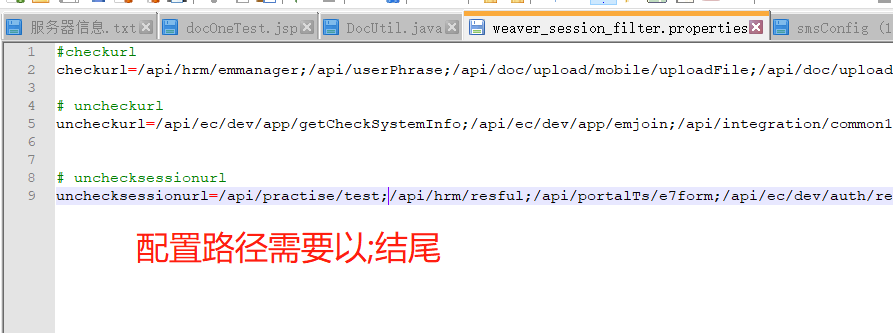 服务器信息.txt docOneTest.jsp DocUtil.java weaver_session_filter.properties smsConfig (1
1 #checkurl
2 checkurl=/api/hrm/emmanager;/api/userPhrase;/api/doc/upload/mobile/uploadFile;/api/doc/upload
3
4 # uncheckurl
5 uncheckurl=/api/ec/dev/app/getCheckSystemInfo;/api/ec/dev/app/emjoin;/api/integration/common1
6
7
8 # unchecksessionurl
9 unchecksessionurl=/api/practise/test;/api/hrm/resful;/api/portalTs/e7form;/api/ec/dev/auth/re
配置路径需要以;结尾